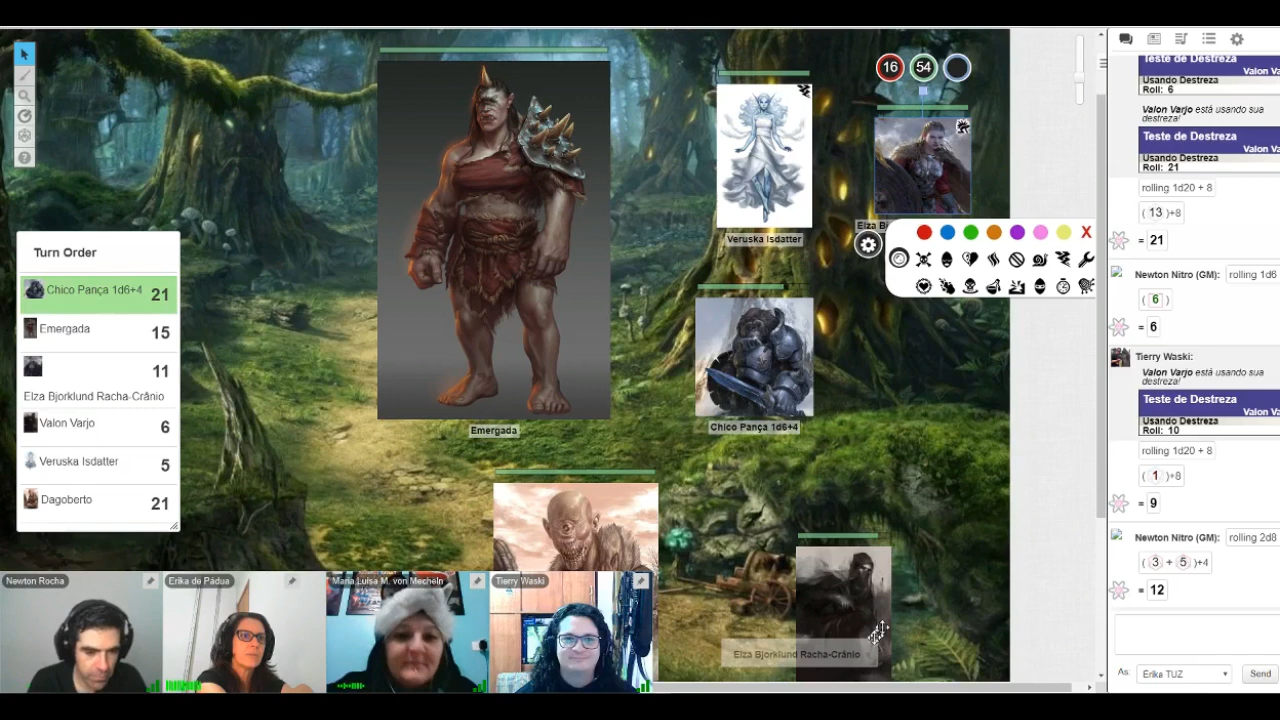 Turn Order
Chico Pança 1d6+4 21
Emergada 15
11
Elza Bjorklund Racha-Crânio
Valon Varjo 6
Veruska Isdatter 5
Dagoberto 21
Emergada
Veruska Isdatter
16 54
Elza B
X
Chico Pança 1d6+4
Elza Bjorklund Racha-Crânio
Newton Rocha
Erika de Pádua
Maria Luisa M. von Mecheln
Tierry Waski
Teste de Destreza
Valon Va
Usando Destreza
Roll: 6
Valon Varjo está usando sua
destreza!
Teste de Destreza
Valon Va
Usando Destreza
Roll: 21
rolling 1d20 + 8
( 13 )+8
= 21
Newton Nitro (GM): rolling 1d6
( 6 )
= 6
Tierry Waski:
Valon Varjo está usando sua
destreza!
Teste de Destreza
Valon Va
Usando Destreza
Roll: 10
rolling 1d20 + 8
( 1 )+8
= 9
Newton Nitro (GM): rolling 2d8
( 3 + 5 )+4
= 12
As: Érika TUZ Send